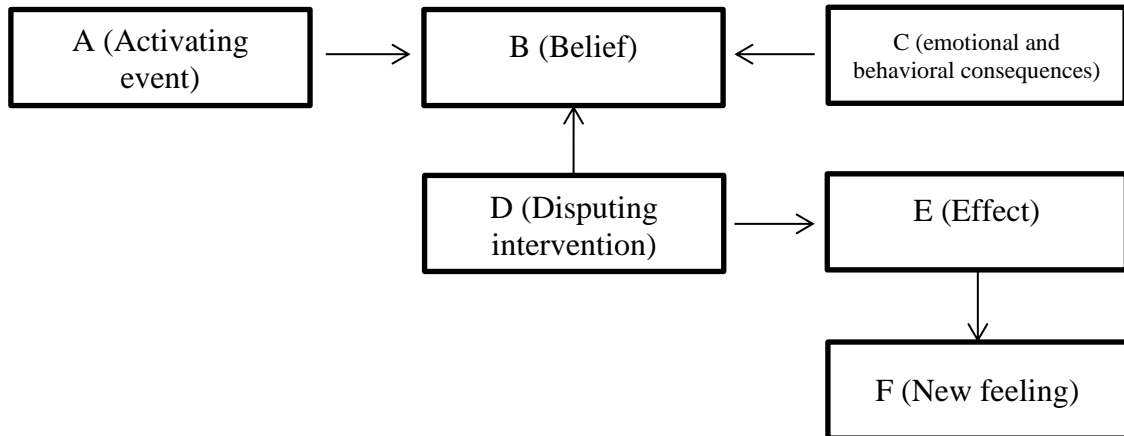 A (Activating
event)
B (Belief)
C (emotional and
behavioral consequences)
D (Disputing
intervention)
E (Effect)
F (New feeling)